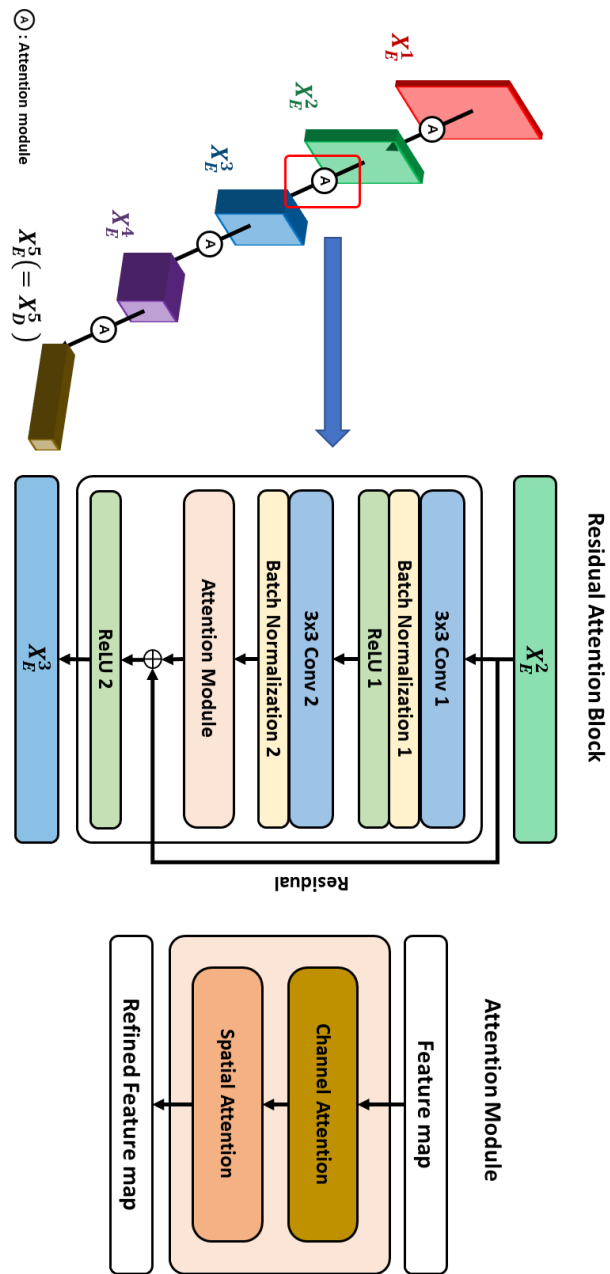 X_E^1
A
X_E^2
A
X_E^3
A
X_E^4
A
X_E^5(= X_D^5)
A : Attention module
Residual Attention Block
X_E^2
3x3 Conv 1
Batch Normalization 1
ReLU 1
3x3 Conv 2
Batch Normalization 2
Attention Module
ReLU 2
X_E^3
Residual
Attention Module
Feature map
Channel Attention
Spatial Attention
Refined Feature map